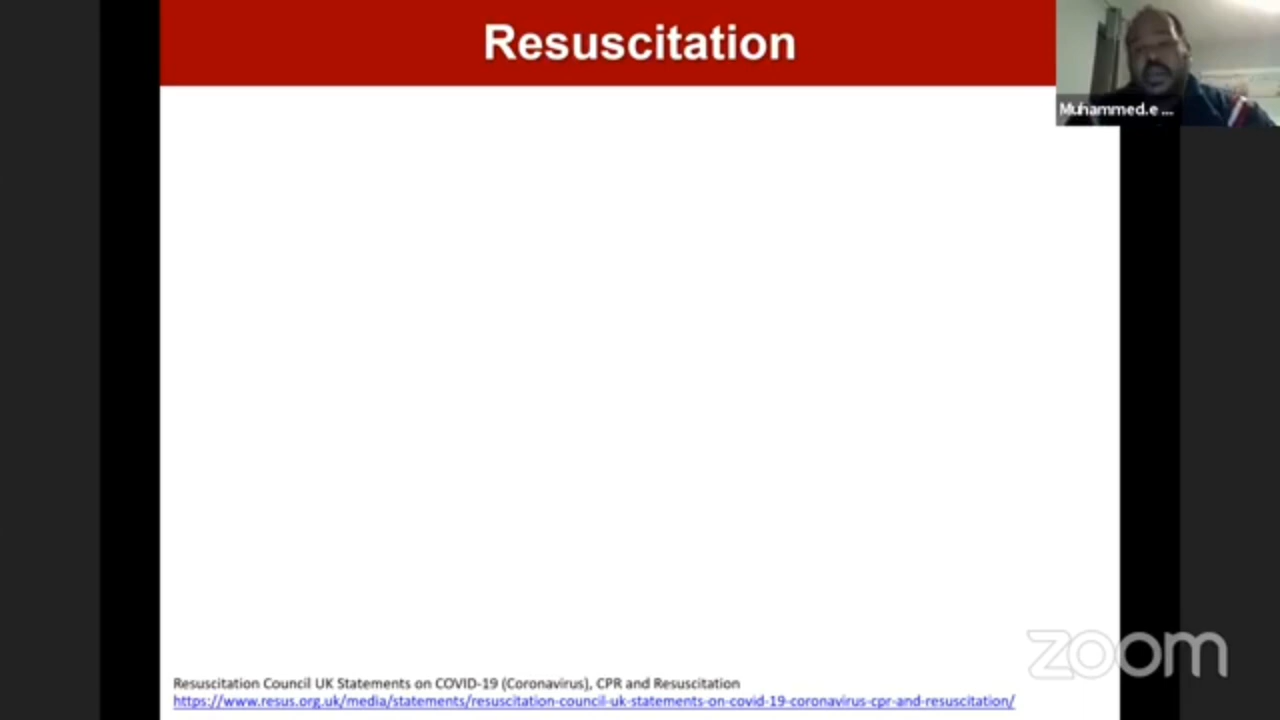 Resuscitation
Muhammed.e ...
Resuscitation Council UK Statements on COVID-19 (Coronavirus), CPR and Resuscitation
https://www.resus.org.uk/media/statements/resuscitation-council-uk-statements-on-covid-19-coronavirus-cpr-and-resuscitation/
zoom